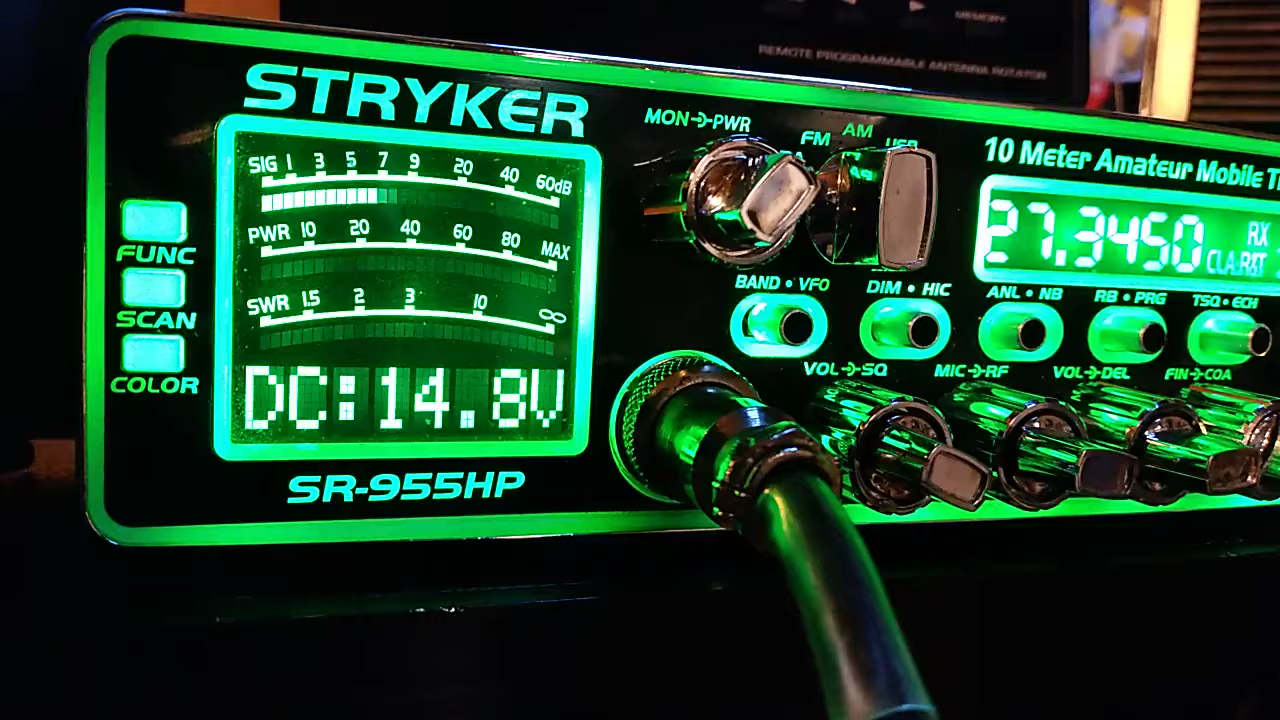 MEMORY
REMOTE PROGRAMMABLE ANTENNA ROTATOR
STRYKER
SIG 1 3 5 7 9 20 40 60dB
PWR 10 20 40 60 80 MAX
SWR 1.5 2 3 10 ∞
DC:14.8V
SR-955HP
FUNC
SCAN
COLOR
MON→PWR
FM AM USB
PA
10 Meter Amateur Mobile
27.3450 RX
BAND • VFO DIM • HIC ANL • NB RB • PRG TSQ • ECH
VOL→SQ MIC→RF VOL→DEL FIN→COA